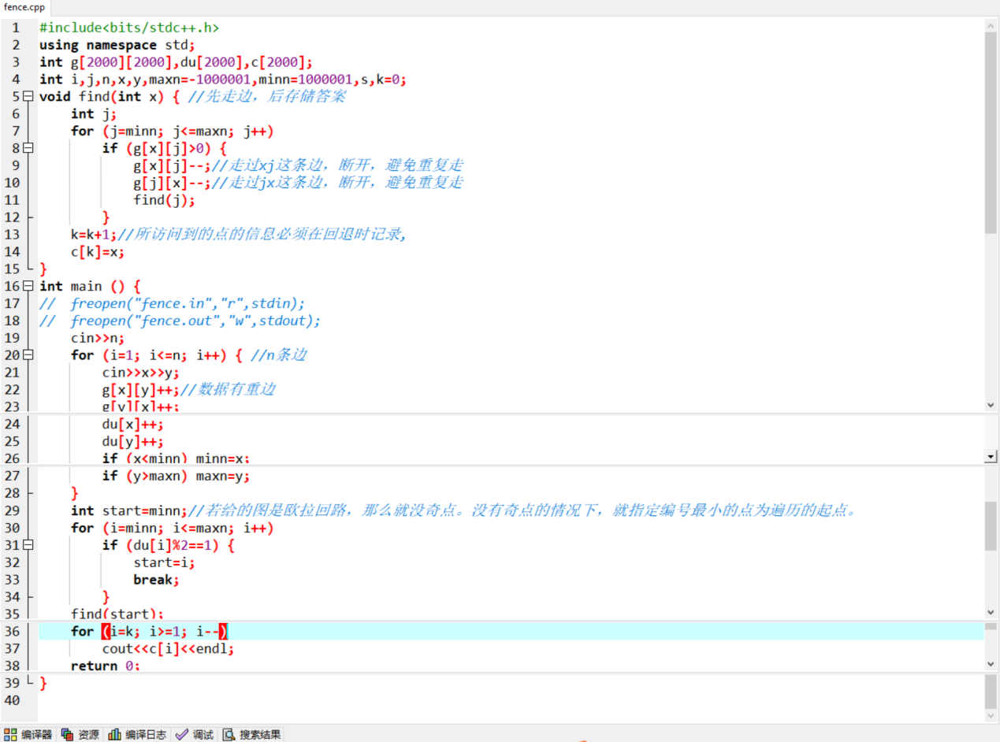 fence.cpp
1 #include<bits/stdc++.h>
2 using namespace std;
3 int g[2000][2000],du[2000],c[2000];
4 int i,j,n,x,y,maxn=-1000001,minn=1000001,s,k=0;
5 void find(int x) { //先走边，后存储答案
6 int j;
7 for (j=minn; j<=maxn; j++)
8 if (g[x][j]>0) {
9 g[x][j]--;//走过xj这条边，断开，避免重复走
10 g[j][x]--;//走过jx这条边，断开，避免重复走
11 find(j);
12 }
13 k=k+1;//所访问到的点的信息必须在回退时记录,
14 c[k]=x;
15 }
16 int main () {
17 // freopen("fence.in","r",stdin);
18 // freopen("fence.out","w",stdout);
19 cin>>n;
20 for (i=1; i<=n; i++) { //n条边
21 cin>>x>>y;
22 g[x][y]++;//数据有重边
23 g[y][x]++;
24 du[x]++;
25 du[y]++;
26 if (x<minn) minn=x;
27 if (y>maxn) maxn=y;
28 }
29 int start=minn;//若给的图是欧拉回路，那么就没奇点。没有奇点的情况下，就指定编号最小的点为遍历的起点。
30 for (i=minn; i<=maxn; i++)
31 if (du[i]%2==1) {
32 start=i;
33 break;
34 }
35 find(start);
36 for (i=k; i>=1; i--)
37 cout<<c[i]<<endl;
38 return 0;
39 }
40
编译器 资源 编译日志 调试 搜索结果